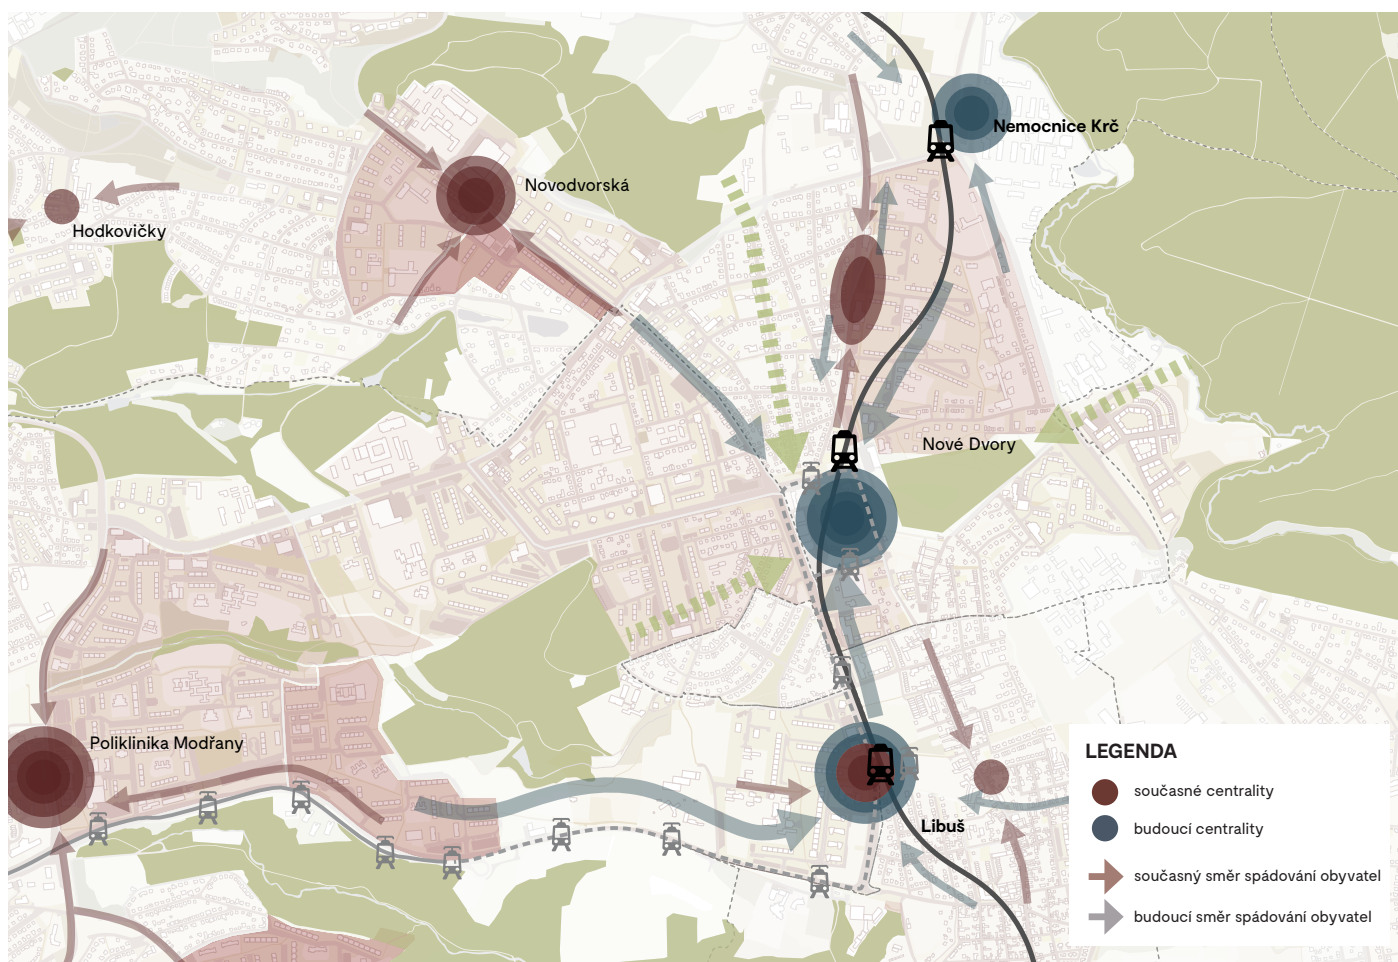 Nemocnice Krč
Novodvorská
Hodkovičky
Nové Dvory
Poliklinika Modřany
Libuš
LEGENDA
současné centrality
budoucí centrality
současný směr spádování obyvatel
budoucí směr spádování obyvatel